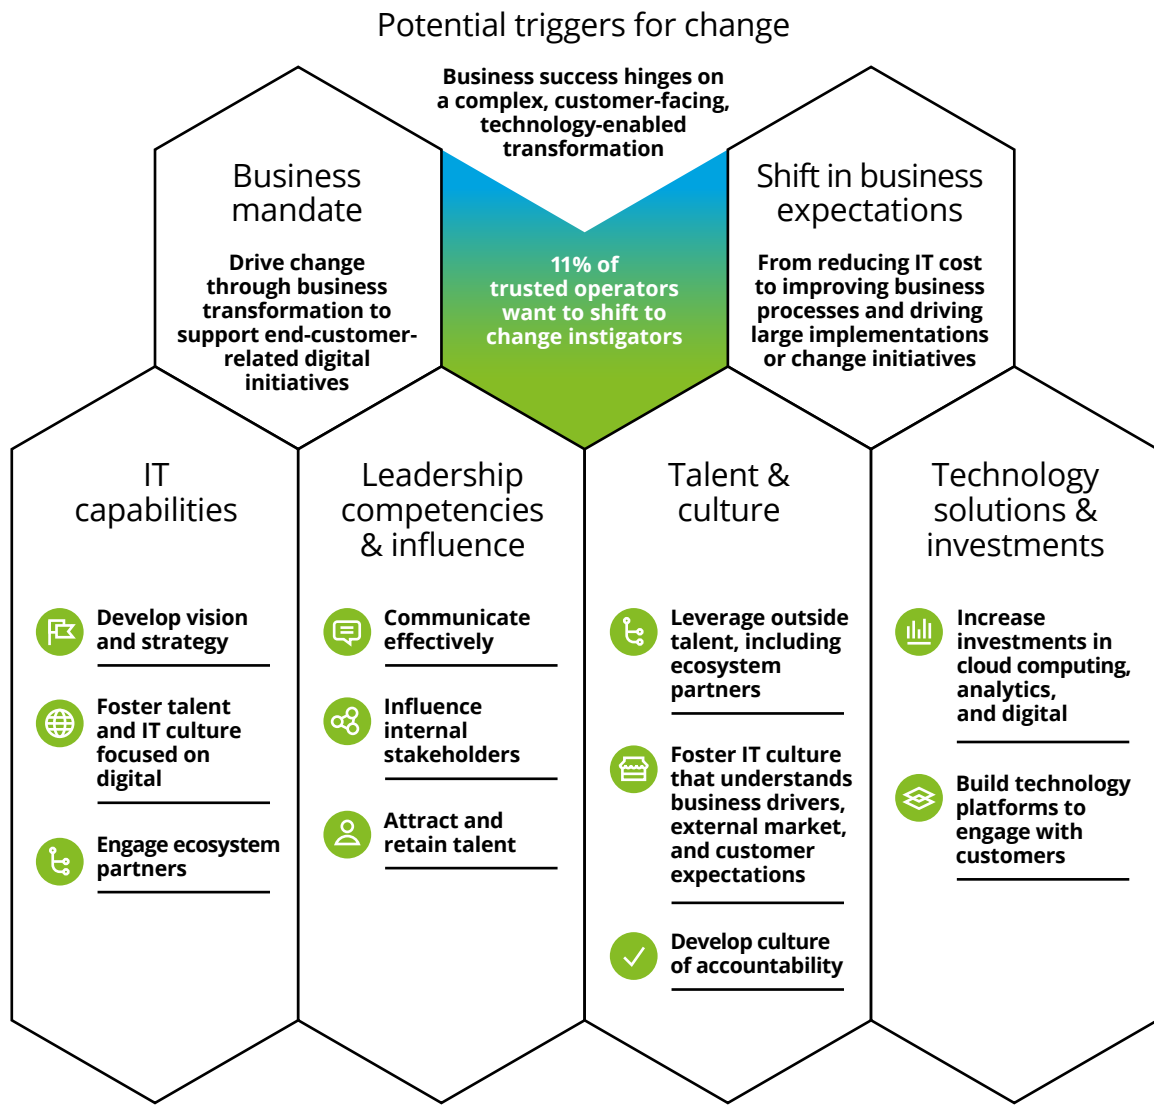 Potential triggers for change
Business success hinges on
a complex, customer-facing,
technology-enabled
transformation
Business
mandate
Drive change
through business
transformation to
support end-customer-
related digital
initiatives
11% of
trusted operators
want to shift to
change instigators
Shift in business
expectations
From reducing IT cost
to improving business
processes and driving
large implementations
or change initiatives
IT
capabilities
Develop vision
and strategy
Foster talent
and IT culture
focused on
digital
Engage ecosystem
partners
Leadership
competencies
& influence
Communicate
effectively
Influence
internal
stakeholders
Attract and
retain talent
Talent &
culture
Leverage outside
talent, including
ecosystem
partners
Foster IT culture
that understands
business drivers,
external market,
and customer
expectations
Develop culture
of accountability
Technology
solutions &
investments
Increase
investments in
cloud computing,
analytics,
and digital
Build technology
platforms to
engage with
customers